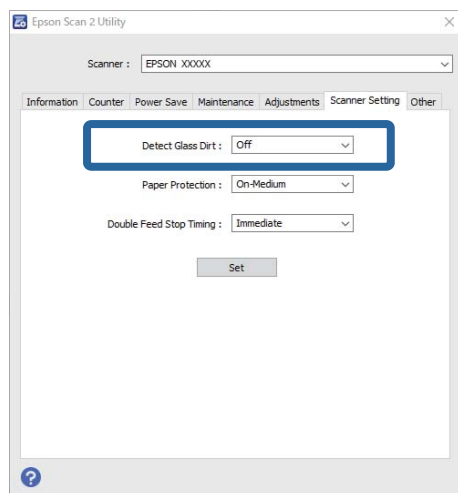 Epson Scan 2 Utility
Scanner : EPSON XXXXX
Information Counter Power Save Maintenance Adjustments Scanner Setting Other
Detect Glass Dirt : Off
Paper Protection : On-Medium
Double Feed Stop Timing : Immediate
Set
?